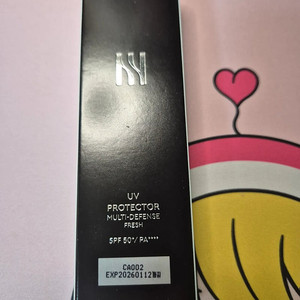 UV
PROTECTOR
MULTI-DEFENSE
FRESH
SPF 50+/ PA++++
CA002
EXP20260112